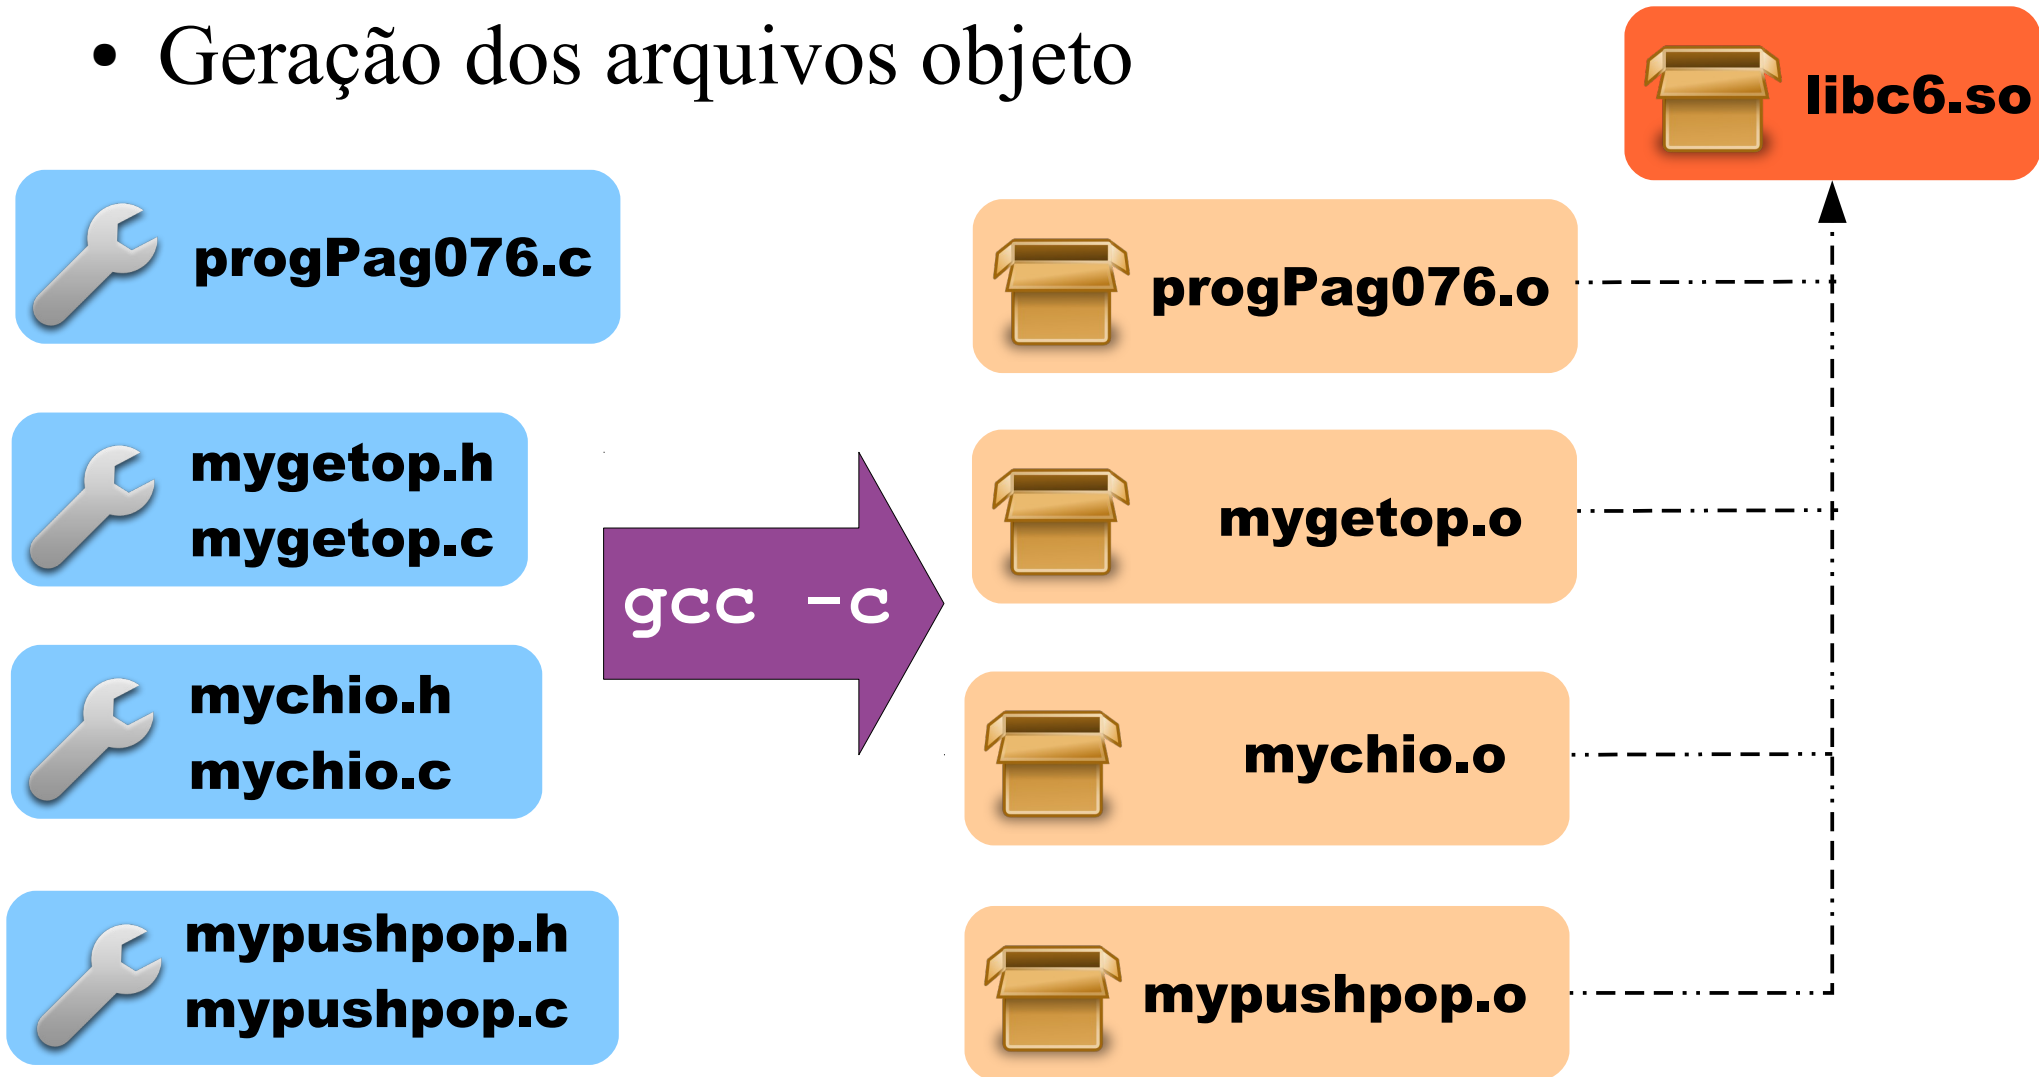 • Geração dos arquivos objeto
libc6.so
progPag076.c
mygetop.h
mygetop.c
mychio.h
mychio.c
mypushpop.h
mypushpop.c
gcc -c
progPag076.o
mygetop.o
mychio.o
mypushpop.o